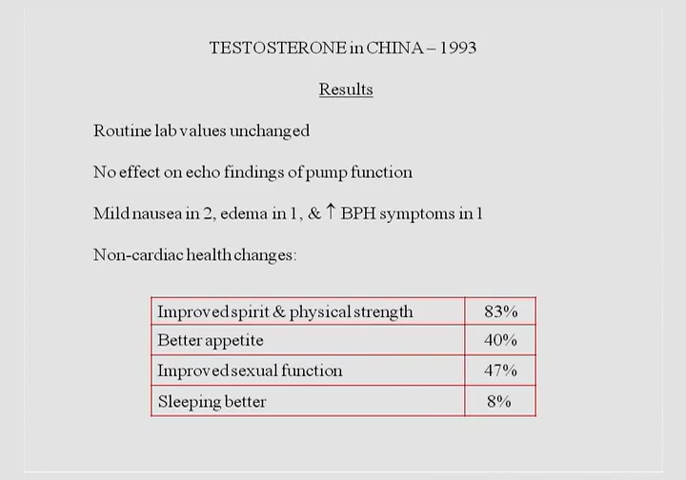 TESTOSTERONE in CHINA – 1993
Results
Routine lab values unchanged
No effect on echo findings of pump function
Mild nausea in 2, edema in 1, & ↑ BPH symptoms in 1
Non-cardiac health changes:
Improved spirit & physical strength 83%
Better appetite 40%
Improved sexual function 47%
Sleeping better 8%